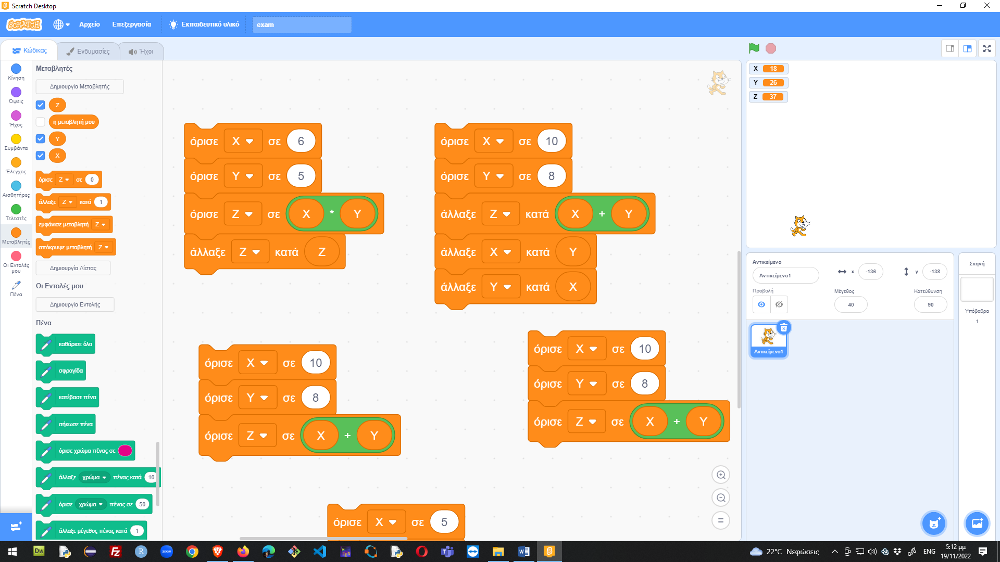 Scratch Desktop
SCRATCH
Αρχείο
Επεξεργασία
Εκπαιδευτικό υλικό
exam
Κώδικας
Ενδυμασίες
Ήχοι
Κίνηση
Όψεις
Ήχος
Συμβάντα
Έλεγχος
Αισθητήρες
Τελεστές
Μεταβλητές
Οι Εντολές
μου
Πένα
Μεταβλητές
Δημιουργία Μεταβλητής
Z
η μεταβλητή μου
Y
X
όρισε Z σε 0
άλλαξε Z κατά 1
εμφάνισε μεταβλητή Z
απόκρυψε μεταβλητή Z
Δημιουργία Λίστας
Οι Εντολές μου
Δημιουργία Εντολής
Πένα
καθάρισε όλα
σφραγίδα
κατέβασε πένα
σήκωσε πένα
όρισε χρώμα πένας σε
άλλαξε χρώμα πένας κατά 10
όρισε χρώμα πένας σε 50
άλλαξε μέγεθος πένας κατά 1
όρισε X σε 6
όρισε Y σε 5
όρισε Z σε X * Y
άλλαξε Z κατά Z
όρισε X σε 10
όρισε Y σε 8
άλλαξε Z κατά X + Y
άλλαξε X κατά Y
άλλαξε Y κατά X
όρισε X σε 10
όρισε Y σε 8
όρισε Z σε X + Y
όρισε X σε 10
όρισε Y σε 8
όρισε Z σε X + Y
όρισε X σε 5
X 18
Y 26
Z 37
Αντικείμενο
Αντικείμενο1
x -136
y -138
Προβολή
Μέγεθος
40
Κατεύθυνση
90
Αντικείμενο1
Σκηνή
Υπόβαθρα
1
Dw
Fz
R
zoom
22°C Νεφώσεις
ENG
5:12 μμ
19/11/2022